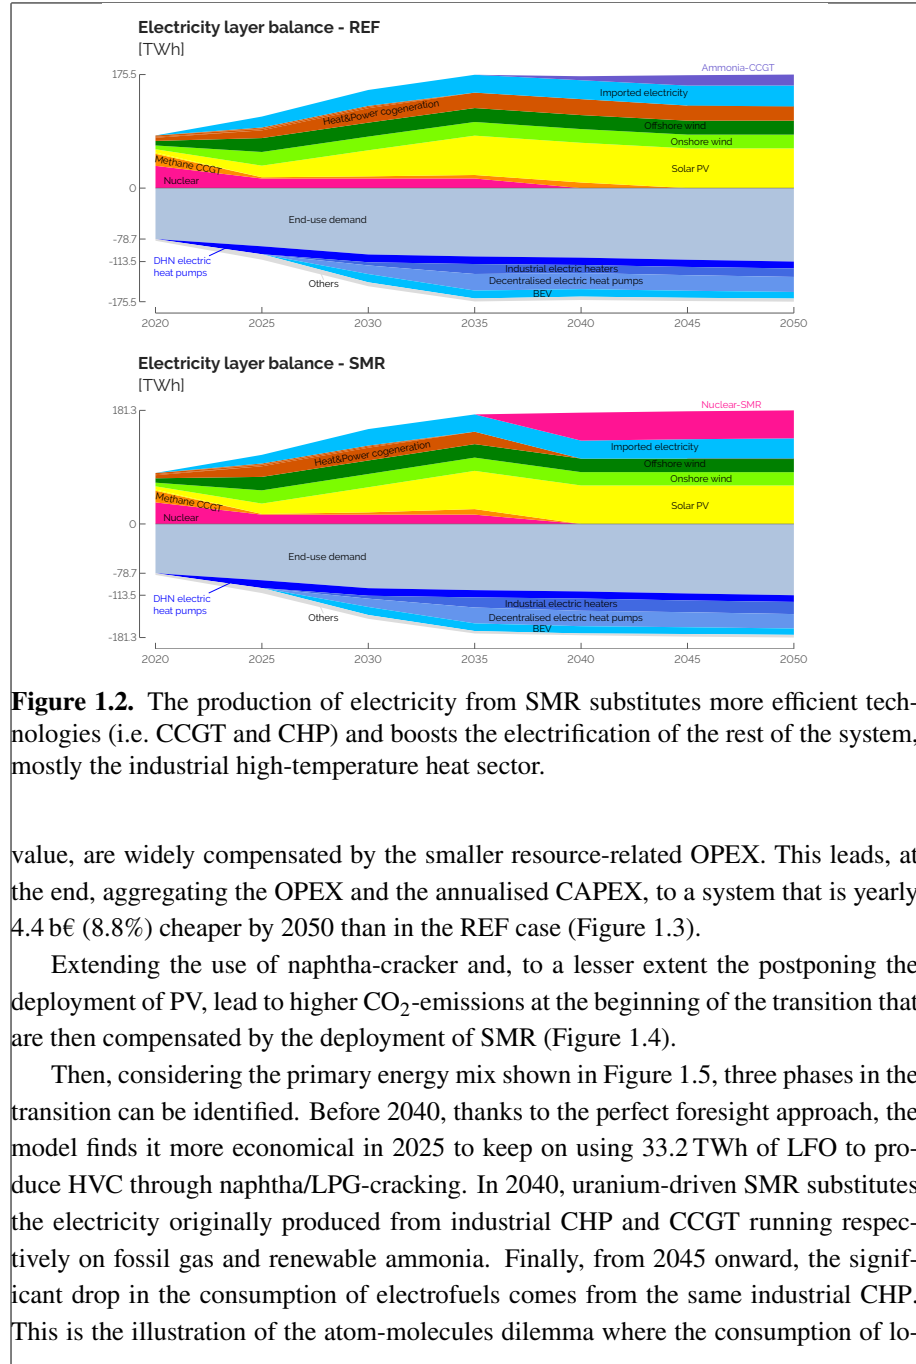 Electricity layer balance - REF
[TWh]
175.5
0
-78.7
-113.5
-175.5
Ammonia-CCGT
Imported electricity
Heat&Power cogeneration
Offshore wind
Onshore wind
Methane CCGT
Solar PV
Nuclear
End-use demand
DHN electric
heat pumps
Industrial electric heaters
Decentralised electric heat pumps
Others
BEV
2020 2025 2030 2035 2040 2045 2050
Electricity layer balance - SMR
[TWh]
181.3
0
-78.7
-113.5
-181.3
Nuclear-SMR
Imported electricity
Heat&Power cogeneration
Offshore wind
Onshore wind
Methane CCGT
Solar PV
Nuclear
End-use demand
DHN electric
heat pumps
Industrial electric heaters
Decentralised electric heat pumps
Others
BEV
2020 2025 2030 2035 2040 2045 2050
Figure 1.2. The production of electricity from SMR substitutes more efficient tech-
nologies (i.e. CCGT and CHP) and boosts the electrification of the rest of the system,
mostly the industrial high-temperature heat sector.
value, are widely compensated by the smaller resource-related OPEX. This leads, at
the end, aggregating the OPEX and the annualised CAPEX, to a system that is yearly
4.4 b€ (8.8%) cheaper by 2050 than in the REF case (Figure 1.3).
Extending the use of naphtha-cracker and, to a lesser extent the postponing the
deployment of PV, lead to higher CO₂-emissions at the beginning of the transition that
are then compensated by the deployment of SMR (Figure 1.4).
Then, considering the primary energy mix shown in Figure 1.5, three phases in the
transition can be identified. Before 2040, thanks to the perfect foresight approach, the
model finds it more economical in 2025 to keep on using 33.2 TWh of LFO to pro-
duce HVC through naphtha/LPG-cracking. In 2040, uranium-driven SMR substitutes
the electricity originally produced from industrial CHP and CCGT running respec-
tively on fossil gas and renewable ammonia. Finally, from 2045 onward, the signif-
icant drop in the consumption of electrofuels comes from the same industrial CHP.
This is the illustration of the atom-molecules dilemma where the consumption of lo-